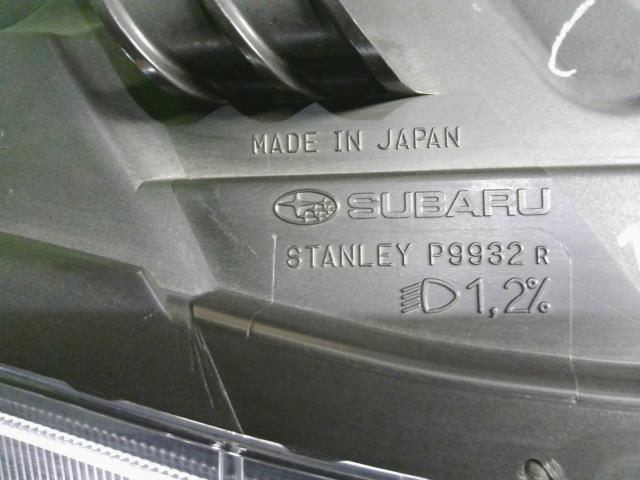 MADE IN JAPAN
SUBARU
STANLEY P9932 R
1,2%